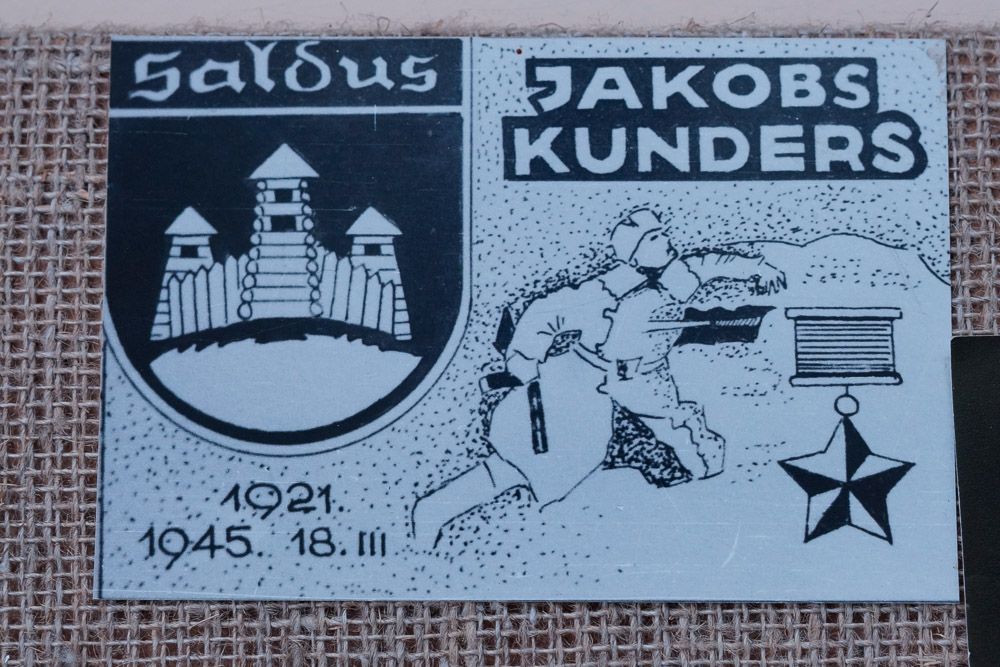 Saldus
JAKOBS
KUNDERS
1921.
1945. 18. III